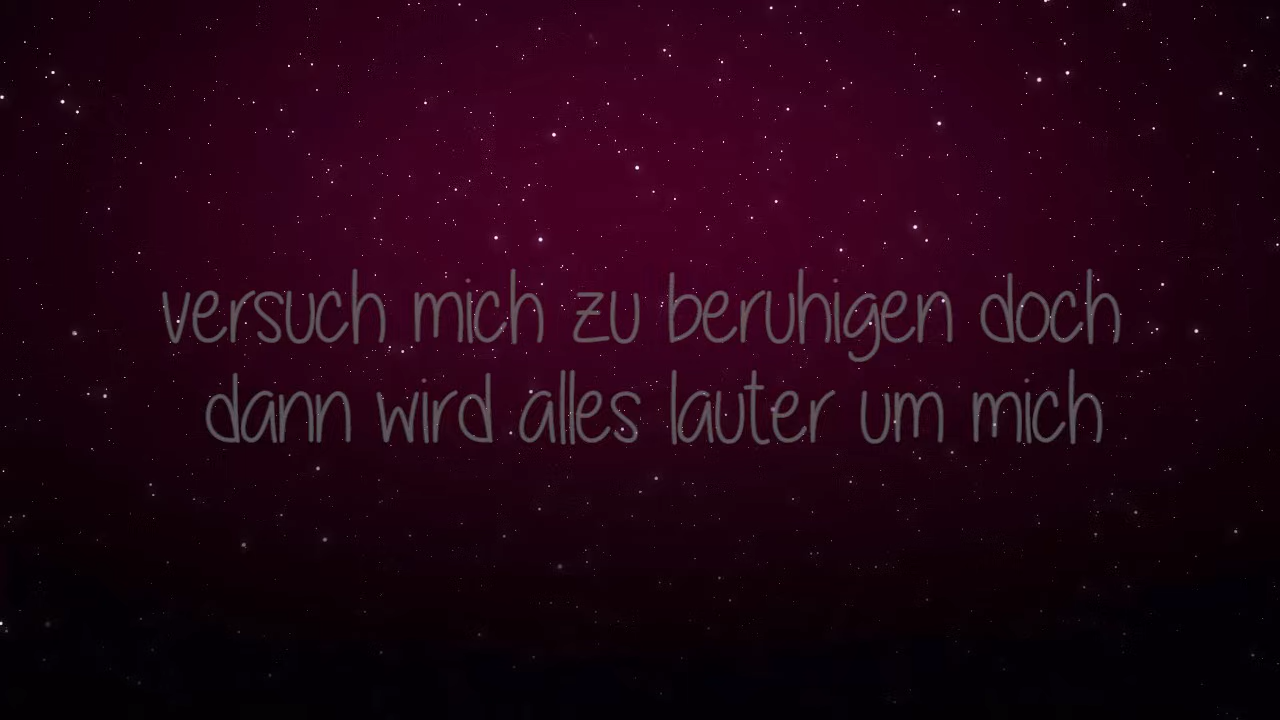 versuch mich zu beruhigen doch
dann wird alles lauter um mich